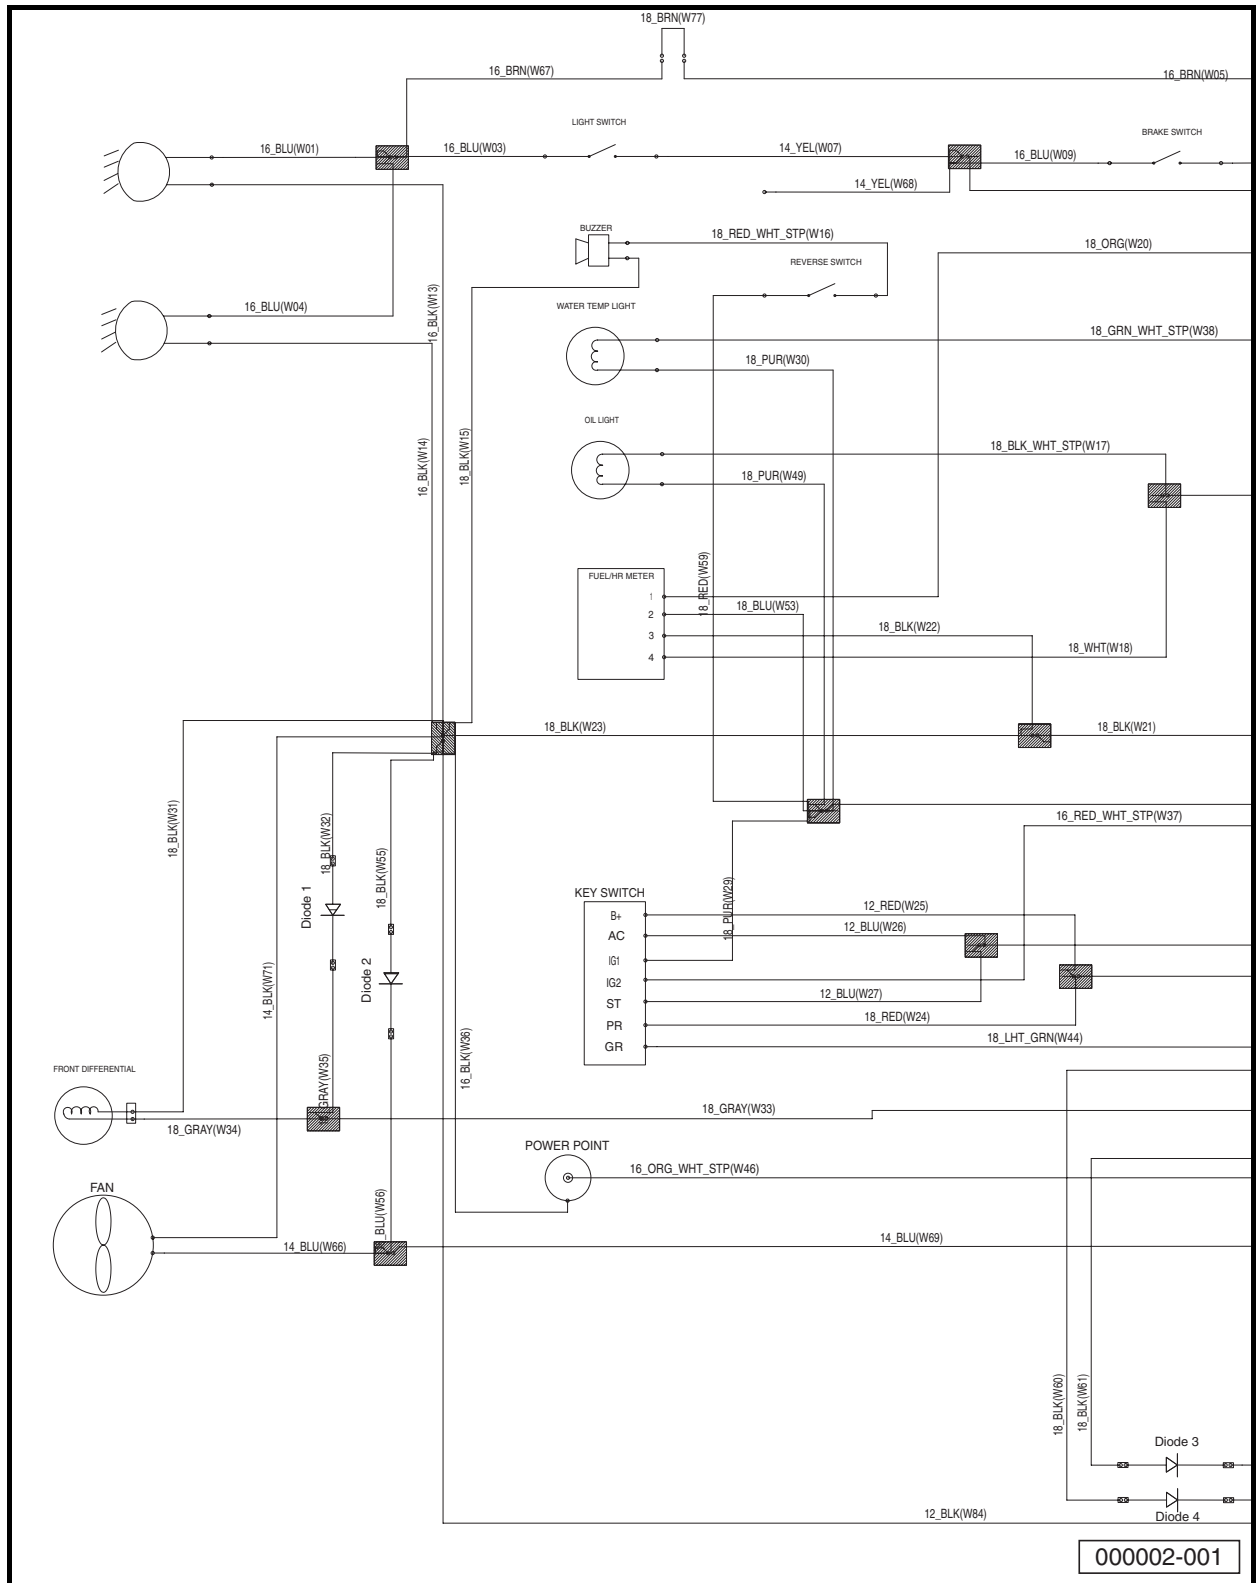 18_BRN(W77)
16_BRN(W67)
16_BRN(W05)
LIGHT SWITCH
BRAKE SWITCH
16_BLU(W01)
16_BLU(W03)
14_YEL(W07)
16_BLU(W09)
14_YEL(W68)
BUZZER
18_RED_WHT_STP(W16)
18_ORG(W20)
REVERSE SWITCH
16_BLU(W04)
16_BLK(W13)
WATER TEMP LIGHT
18_GRN_WHT_STP(W38)
18_PUR(W30)
OIL LIGHT
16_BLK(W14)
18_BLK(W15)
18_BLK_WHT_STP(W17)
18_PUR(W49)
18_RED(W59)
FUEL/HR METER
1
2
3
4
18_BLU(W53)
18_BLK(W22)
18_WHT(W18)
18_BLK(W23)
18_BLK(W21)
18_BLK(W31)
18_BLK(W32)
18_BLK(W55)
16_RED_WHT_STP(W37)
Diode 1
Diode 2
KEY SWITCH
B+
AC
IG1
IG2
ST
PR
GR
18_PUR(W29)
12_RED(W25)
12_BLU(W26)
12_BLU(W27)
18_RED(W24)
18_LHT_GRN(W44)
14_BLK(W71)
16_BLK(W36)
FRONT DIFFERENTIAL
GRAY(W35)
18_GRAY(W33)
18_GRAY(W34)
POWER POINT
16_ORG_WHT_STP(W46)
FAN
_BLU(W56)
14_BLU(W66)
14_BLU(W69)
18_BLK(W60)
18_BLK(W61)
Diode 3
Diode 4
12_BLK(W84)
000002-001